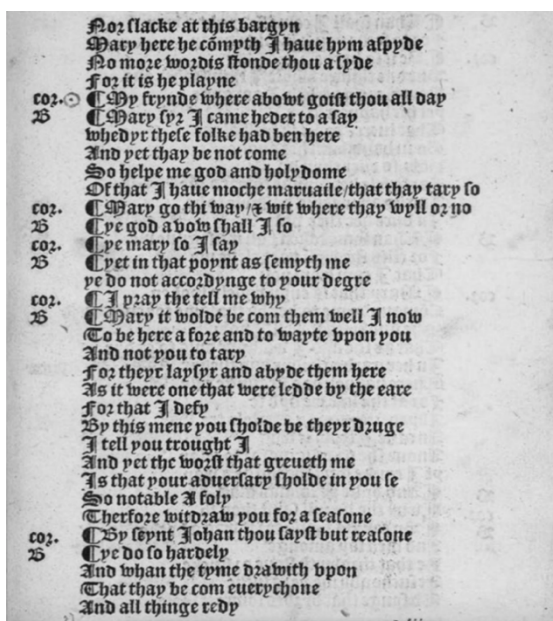 Nor slacke at this bargyn
Mary here he cōmyth I haue hym aspyde
No more wordis stonde thou a syde
For it is he playne
cor. ¶My frynde where abowt goist thou all day
B ¶Mary syr I came heder to a say
whedyr these folke had ben here
And yet thay be not come
So helpe me god and holydome
Of that I haue moche maruaile/that thay tary so
cor. ¶Mary go thi way/⁊ wit where thay wyll or no
B ¶ye god avow shall I so
cor. ¶ye mary so I say
B ¶yet in that poynt as semyth me
ye do not accordynge to your degre
cor. ¶I pray the tell me why
B ¶Mary it wolde be com them well I now
To be here a fore and to wayte vpon you
And not you to tary
For theyr laysyr and abyde them here
As it were one that were ledde by the eare
For that I defy
By this mene you sholde be theyr druge
I tell you trought I
And yet the worst that greueth me
Is that your aduersary sholde in you se
So notable A foly
Therfore witdraw you for a seasone
cor. ¶By seynt Johan thou sayst but reasone
B ¶ye do so hardely
And whan the tyme drawith vpon
That thay be com euerychone
And all thinge redy